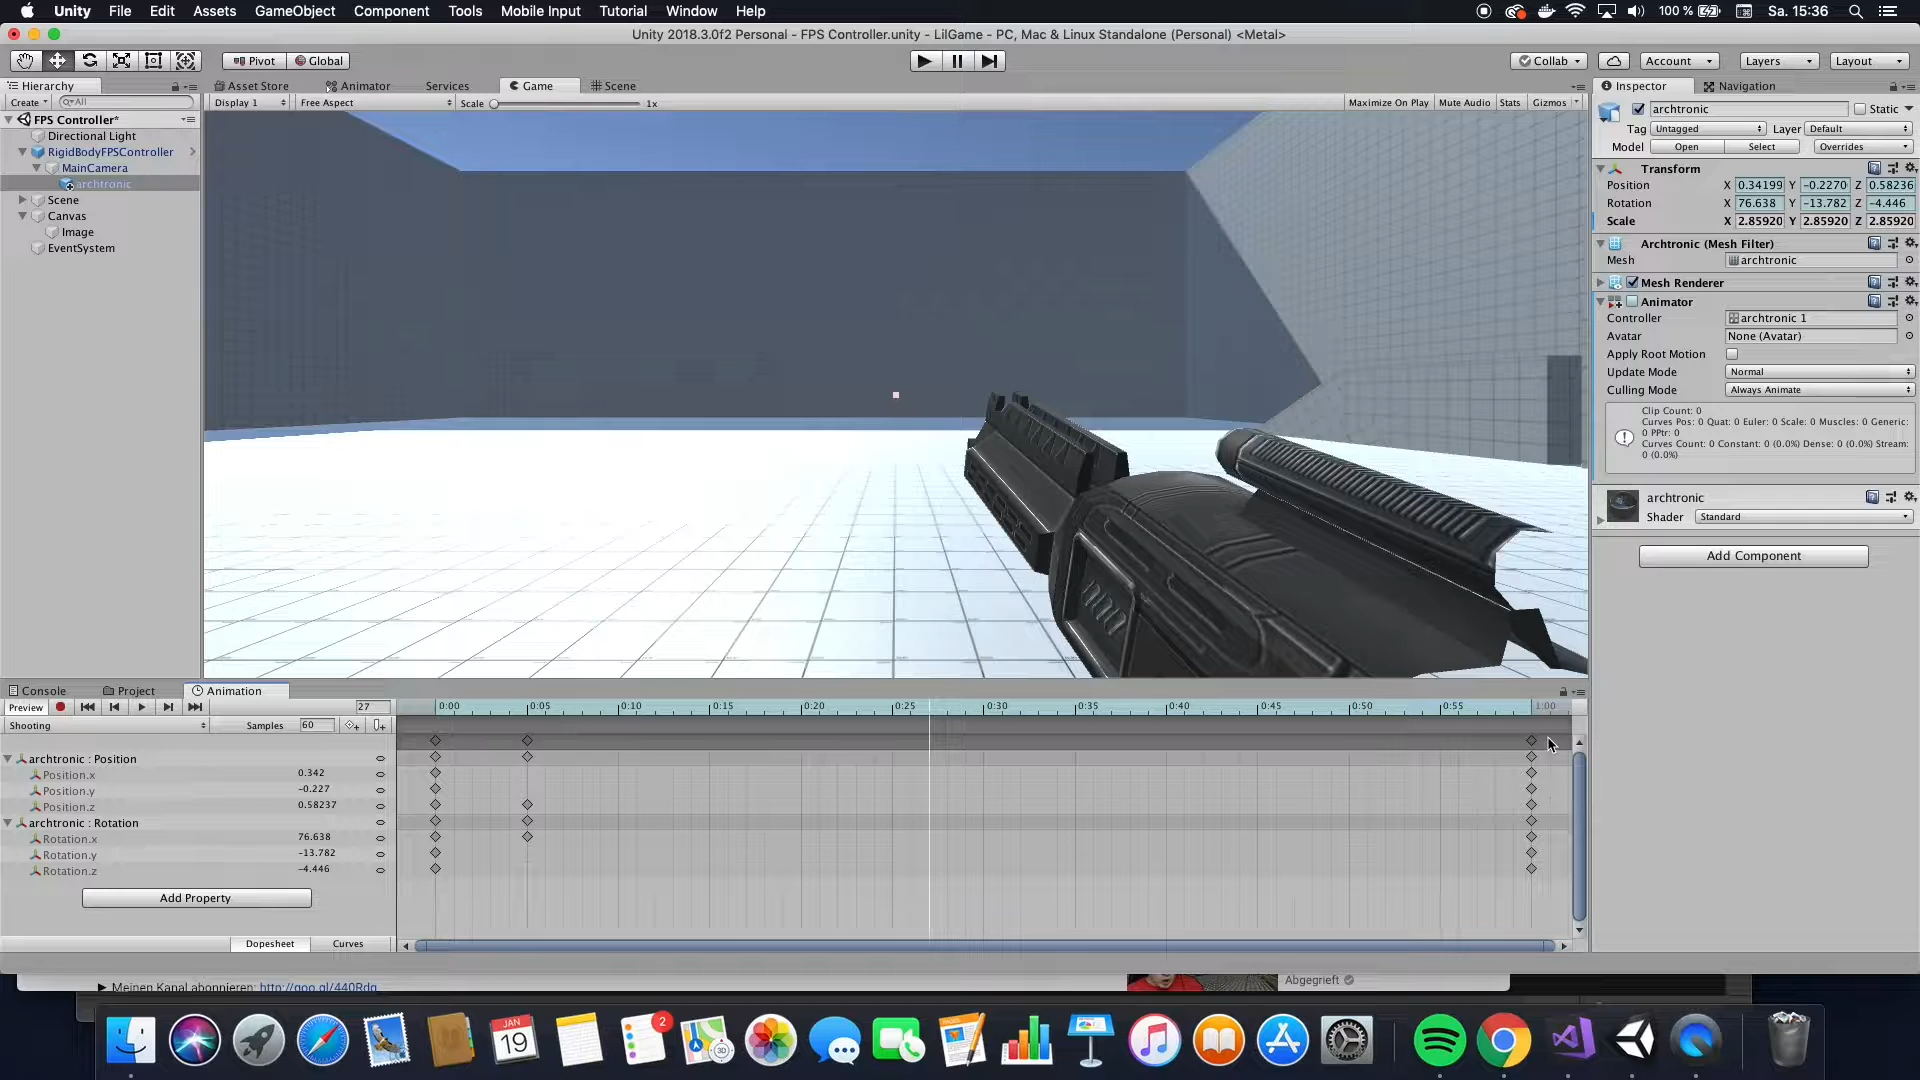 Unity File Edit Assets GameObject Component Tools Mobile Input Tutorial Window Help 100 % Sa. 15:36
Unity 2018.3.0f2 Personal - FPS Controller.unity - LilGame - PC, Mac & Linux Standalone (Personal) <Metal>
Pivot Global Collab Account Layers Layout
Hierarchy Asset Store Animator Services Game Scene Inspector Navigation
Create All Display 1 Free Aspect Scale 1x Maximize On Play Mute Audio Stats Gizmos
FPS Controller*
Directional Light
RigidBodyFPSController
MainCamera
archtronic
Scene
Canvas
Image
EventSystem
archtronic Static
Tag Untagged Layer Default
Model Open Select Overrides
Transform
Position X 0.34199 Y -0.2270 Z 0.58236
Rotation X 76.638 Y -13.782 Z -4.446
Scale X 2.85920 Y 2.85920 Z 2.85920
Archtronic (Mesh Filter)
Mesh archtronic
Mesh Renderer
Animator
Controller archtronic 1
Avatar None (Avatar)
Apply Root Motion
Update Mode Normal
Culling Mode Always Animate
Clip Count: 0
Curves Pos: 0 Quat: 0 Euler: 0 Scale: 0 Muscles: 0 Generic:
0 PPtr: 0
Curves Count: 0 Constant: 0 (0.0%) Dense: 0 (0.0%) Stream:
0 (0.0%)
archtronic
Shader Standard
Add Component
Console Project Animation
Preview 27 0:00 0:05 0:10 0:15 0:20 0:25 0:30 0:35 0:40 0:45 0:50 0:55 1:00
Shooting Samples 60
archtronic : Position
Position.x 0.342
Position.y -0.227
Position.z 0.58237
archtronic : Rotation
Rotation.x 76.638
Rotation.y -13.782
Rotation.z -4.446
Add Property
Dopesheet Curves
Meinen Kanal abonnieren: http://goo.gl/440Rdg Abgegrieft
2
JAN
19
3D